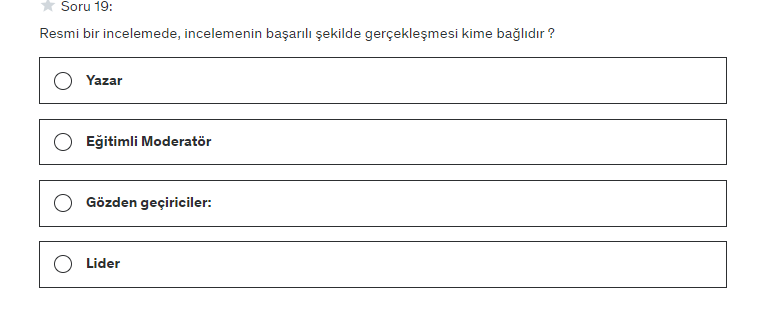 Soru 19:
Resmi bir incelemede, incelemenin başarılı şekilde gerçekleşmesi kime bağlıdır ?
Yazar
Eğitimli Moderatör
Gözden geçiriciler:
Lider